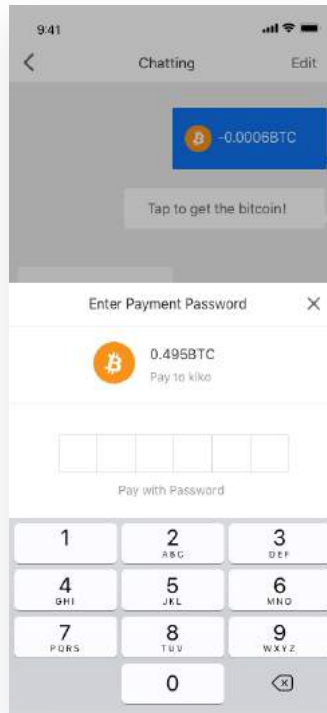 9:41
Chatting
Edit
-0.0006BTC
Tap to get the bitcoin!
Enter Payment Password
0.495BTC
Pay to kiko
Pay with Password
1
2
ABC
3
DEF
4
GHI
5
JKL
6
MNO
7
PQRS
8
TUV
9
WXYZ
0